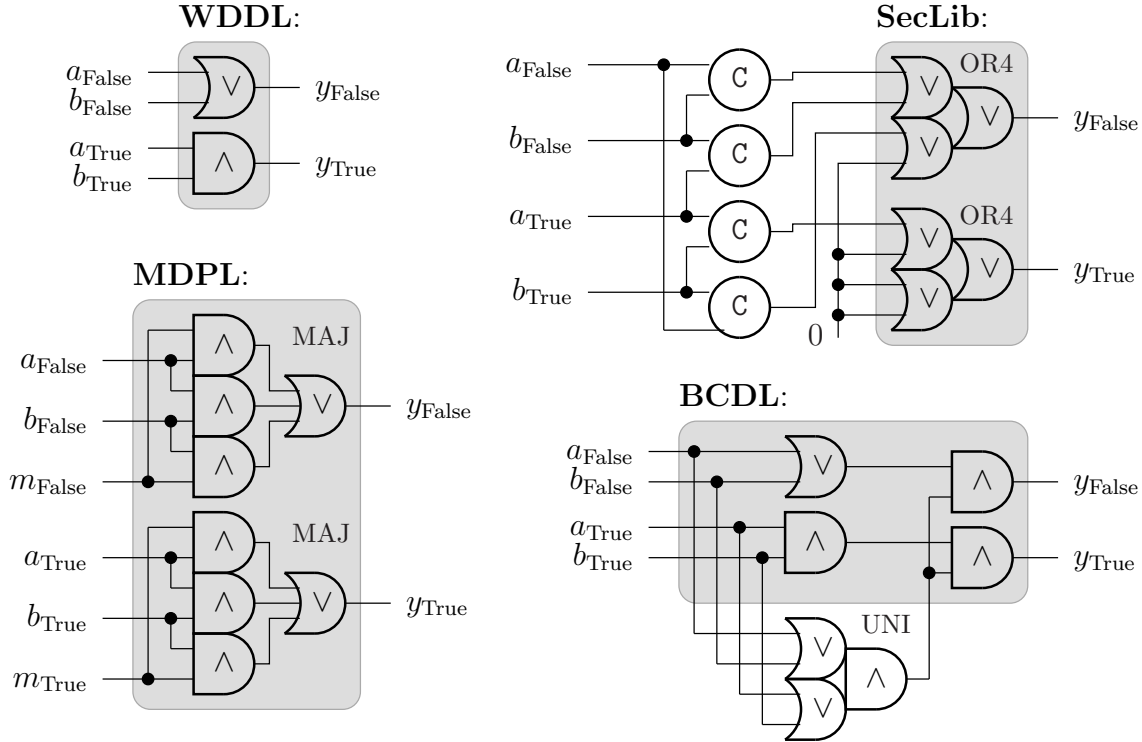 WDDL:
a_False
b_False
∨
y_False
a_True
b_True
∧
y_True
SecLib:
a_False
C
∨
OR4
∨
y_False
b_False
C
∨
a_True
C
∨
OR4
∨
y_True
b_True
C
∨
0
MDPL:
∧
MAJ
a_False
∧
∨
y_False
b_False
∧
m_False
∧
MAJ
a_True
∧
∨
y_True
b_True
∧
m_True
BCDL:
a_False
∨
b_False
∧
y_False
a_True
∧
b_True
∧
y_True
UNI
∨
∧
∨